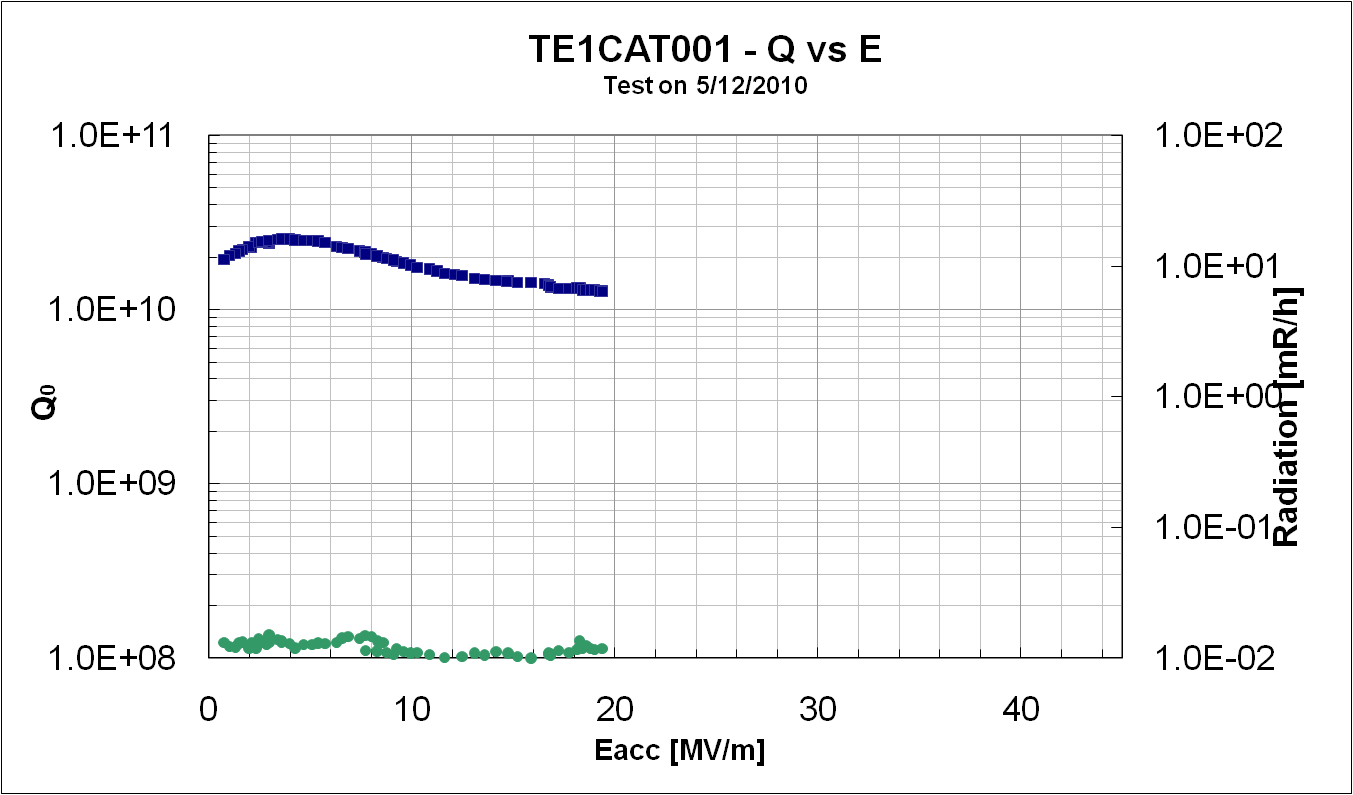 TE1CAT001 - Q vs E
Test on 5/12/2010
1.0E+11
1.0E+10
1.0E+09
1.0E+08
Q0
1.0E+02
1.0E+01
1.0E+00
1.0E-01
1.0E-02
Radiation [mR/h]
0 10 20 30 40
Eacc [MV/m]